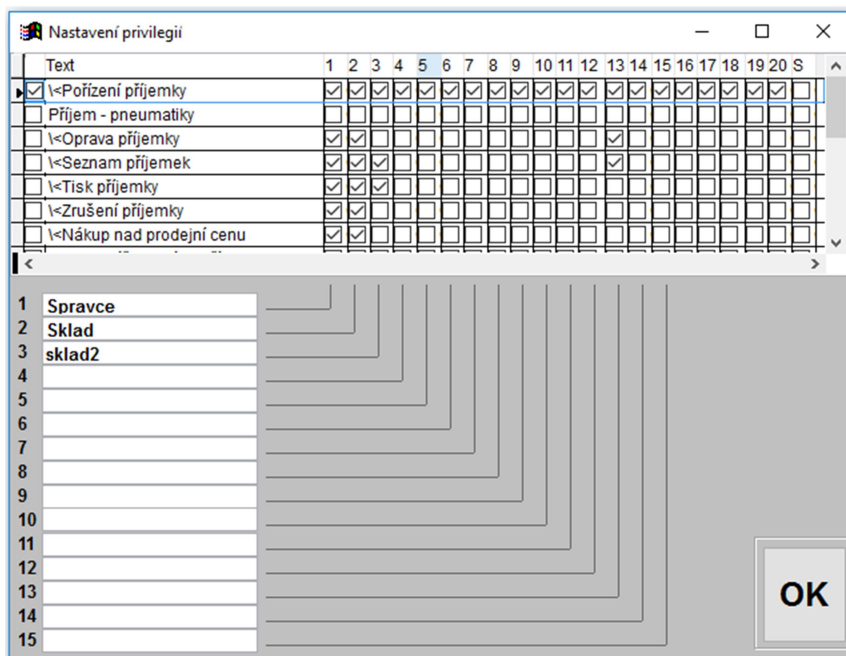 Nastavení privilegií
Text 1 2 3 4 5 6 7 8 9 10 11 12 13 14 15 16 17 18 19 20 S
\<Pořízení příjemky
Příjem - pneumatiky
\<Oprava příjemky
\<Seznam příjemek
\<Tisk příjemky
\<Zrušení příjemky
\<Nákup nad prodejní cenu
1 Spravce
2 Sklad
3 sklad2
4
5
6
7
8
9
10
11
12
13
14
15
OK